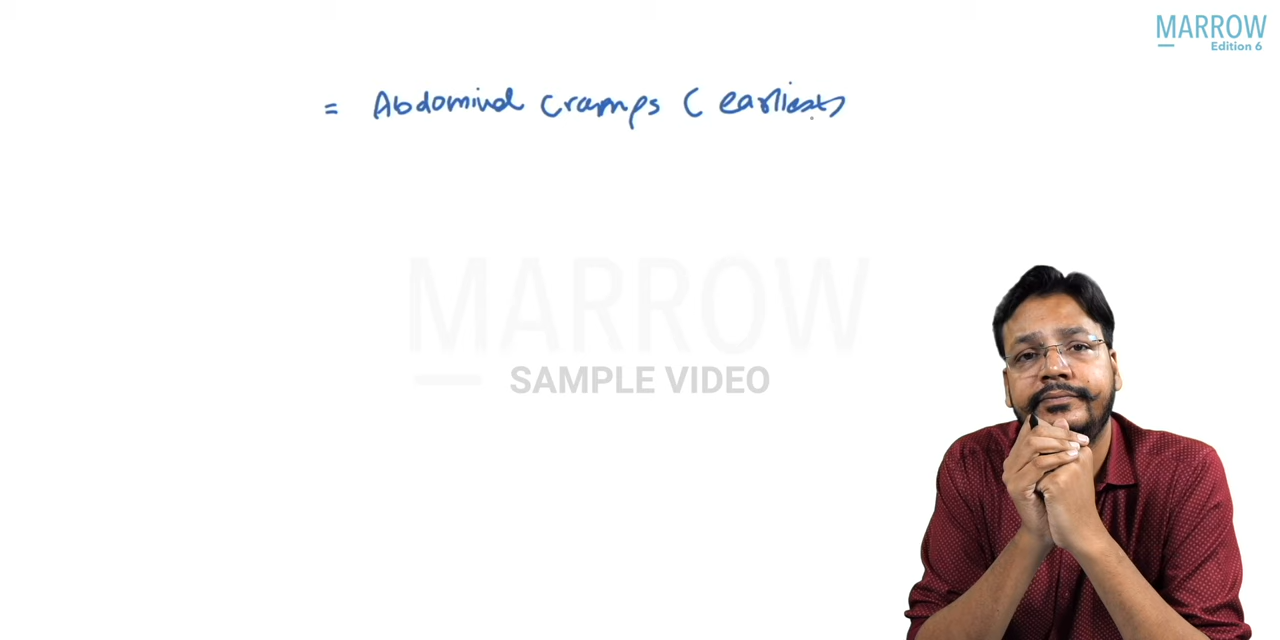 MARROW
Edition 6
= Abdominal cramps (earliest)
MARROW
SAMPLE VIDEO